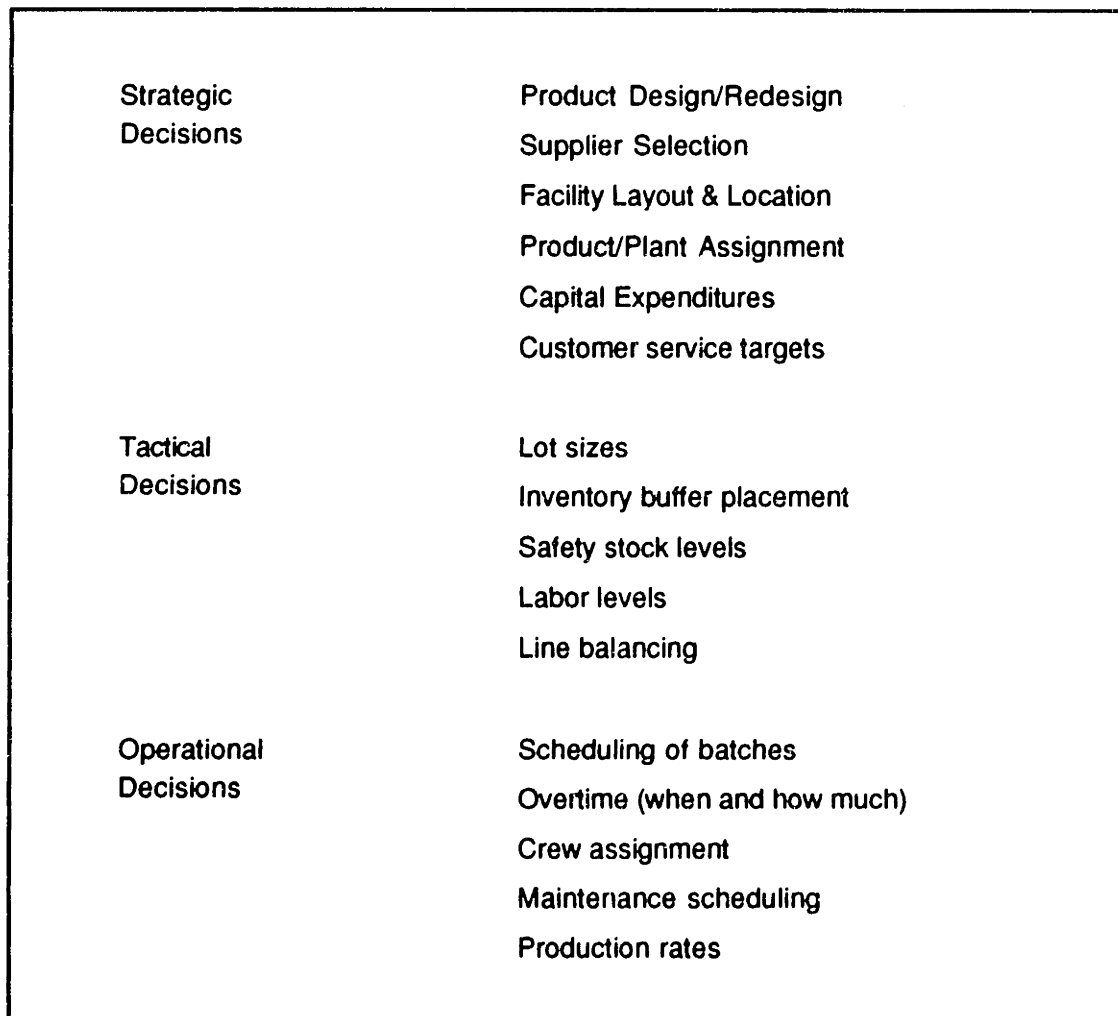 Strategic
Decisions
Product Design/Redesign
Supplier Selection
Facility Layout & Location
Product/Plant Assignment
Capital Expenditures
Customer service targets
Tactical
Decisions
Lot sizes
Inventory buffer placement
Safety stock levels
Labor levels
Line balancing
Operational
Decisions
Scheduling of batches
Overtime (when and how much)
Crew assignment
Maintenance scheduling
Production rates